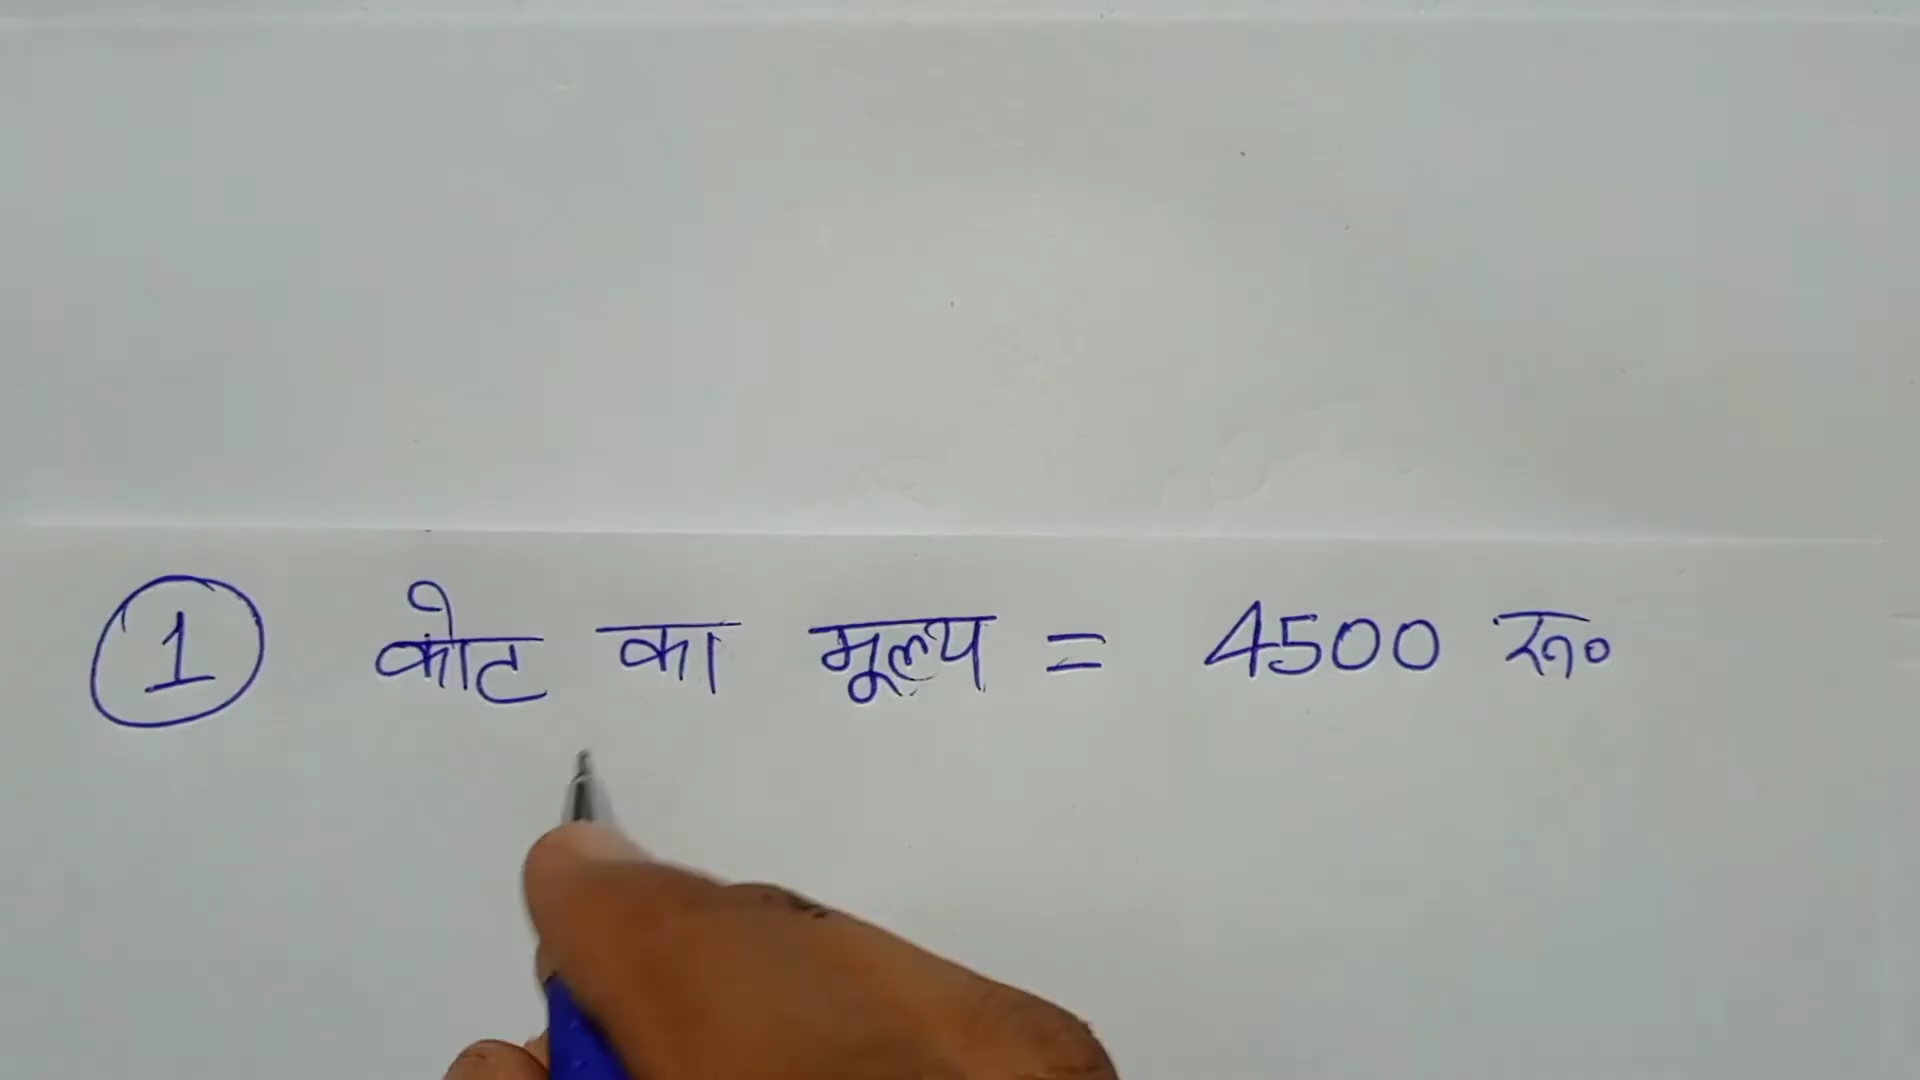 1 कोट का मूल्य = 4500 रू०